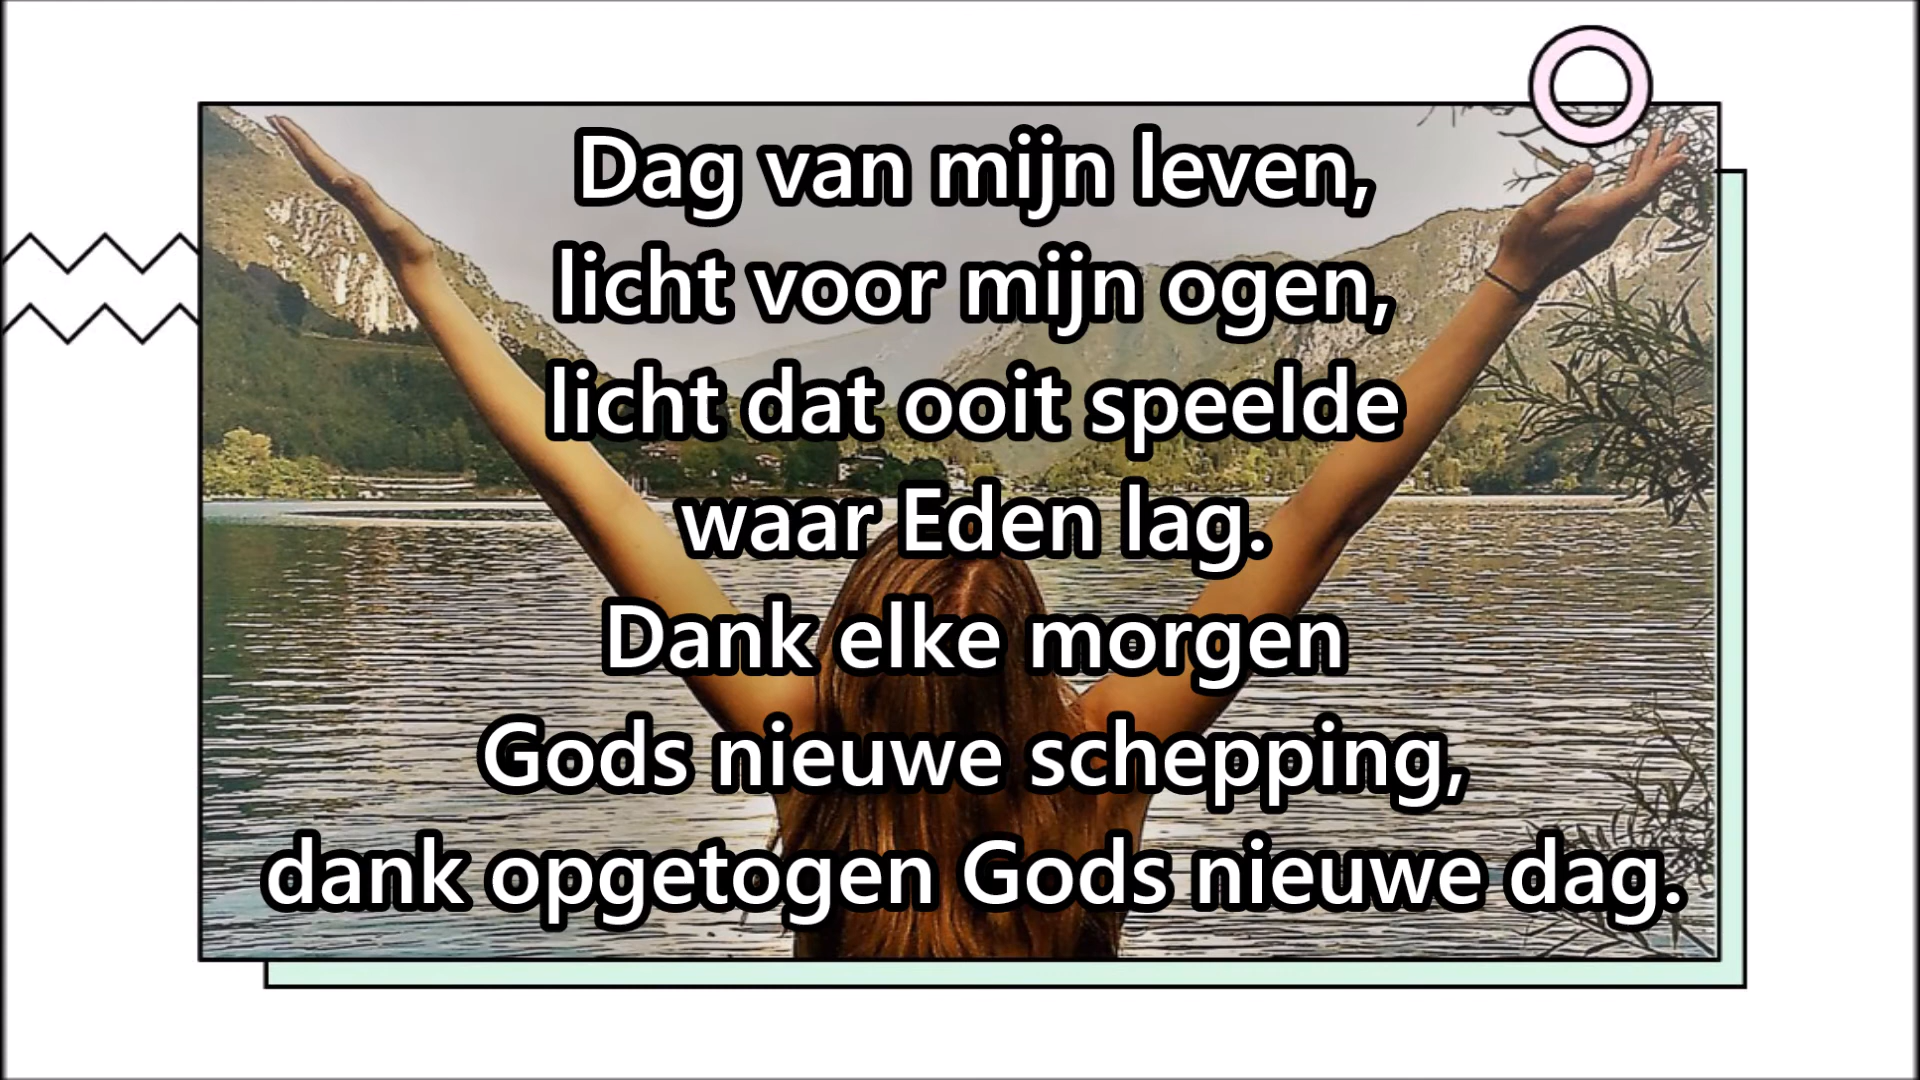 Dag van mijn leven,
licht voor mijn ogen,
licht dat ooit speelde
waar Eden lag.
Dank elke morgen
Gods nieuwe schepping,
dank opgetogen Gods nieuwe dag.